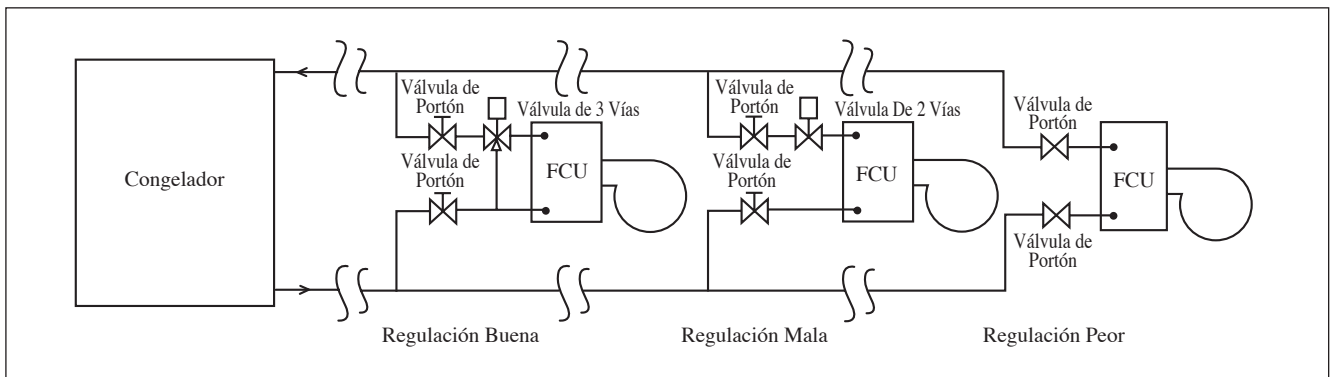 Congelador
Válvula de
Portón
Válvula de 3 Vías
Válvula de
Portón
FCU
Válvula de
Portón
Válvula De 2 Vías
Válvula de
Portón
FCU
Válvula de
Portón
FCU
Válvula de
Portón
Regulación Buena
Regulación Mala
Regulación Peor